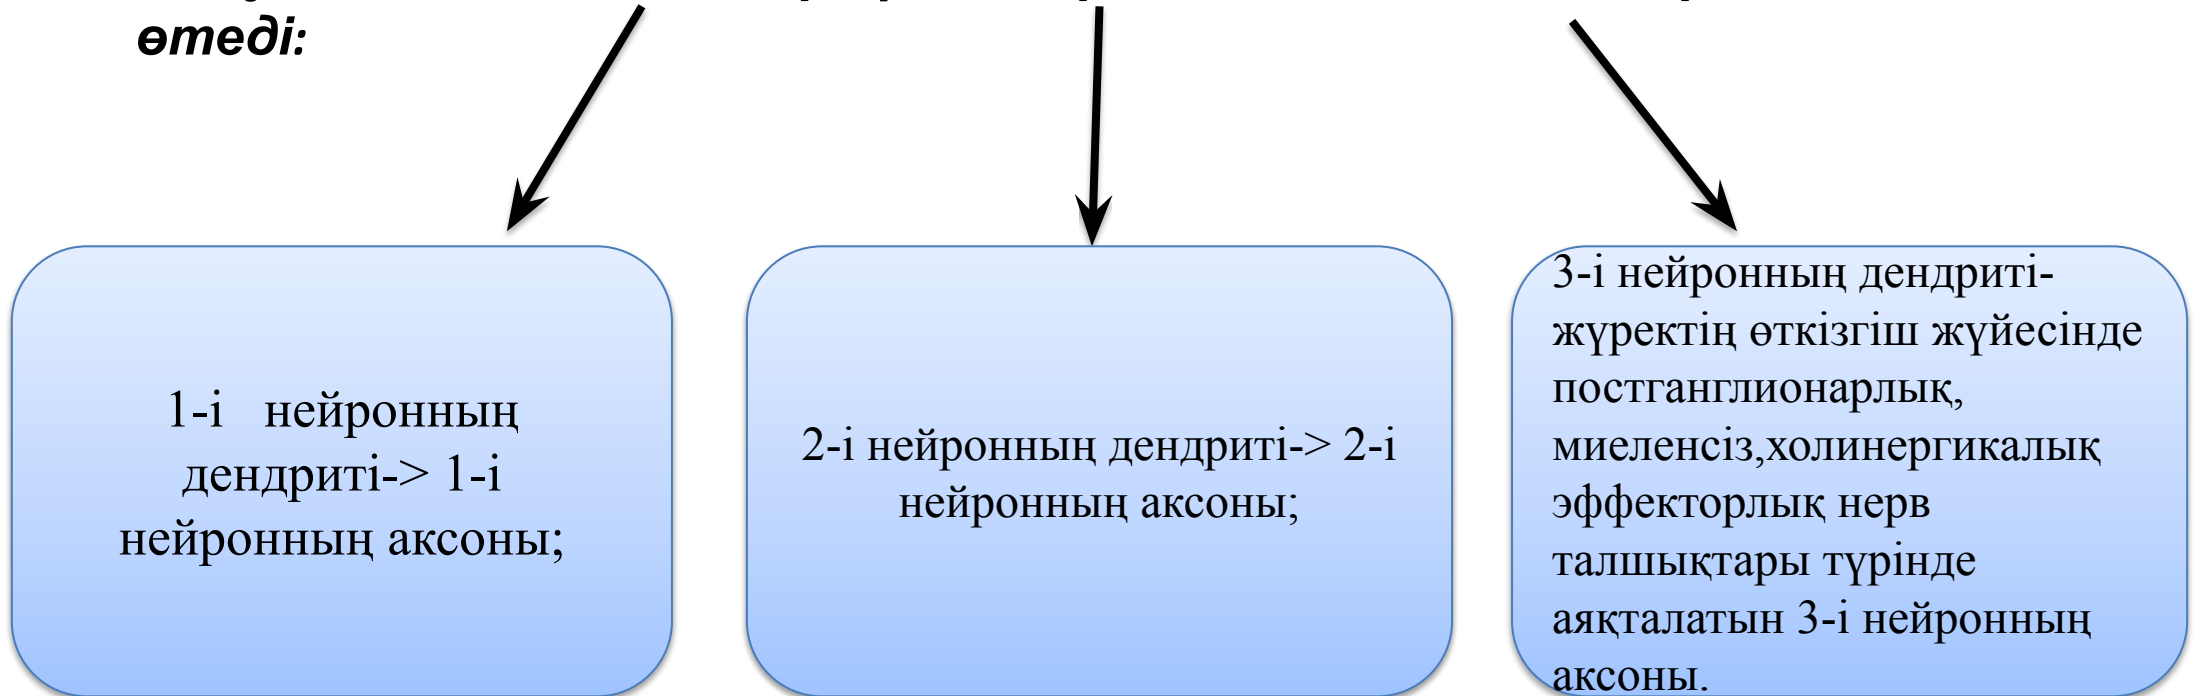 өтеді:
1-і нейронның
дендриті-> 1-і
нейронның аксоны;
2-і нейронның дендриті-> 2-і
нейронның аксоны;
3-і нейронның дендриті-
жүректің өткізгіш жүйесінде
постганглионарлық,
миеленсіз,холинергикалық
эффекторлық нерв
талшықтары түрінде
аяқталатын 3-і нейронның
аксоны.